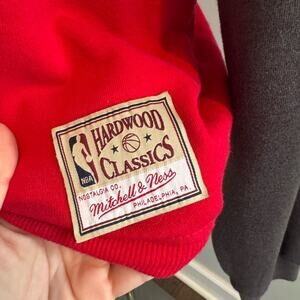 HARDWOOD
CLASSICS
NBA
NOSTALGIA CO.
Mitchell & Ness
PHILADELPHIA, PA